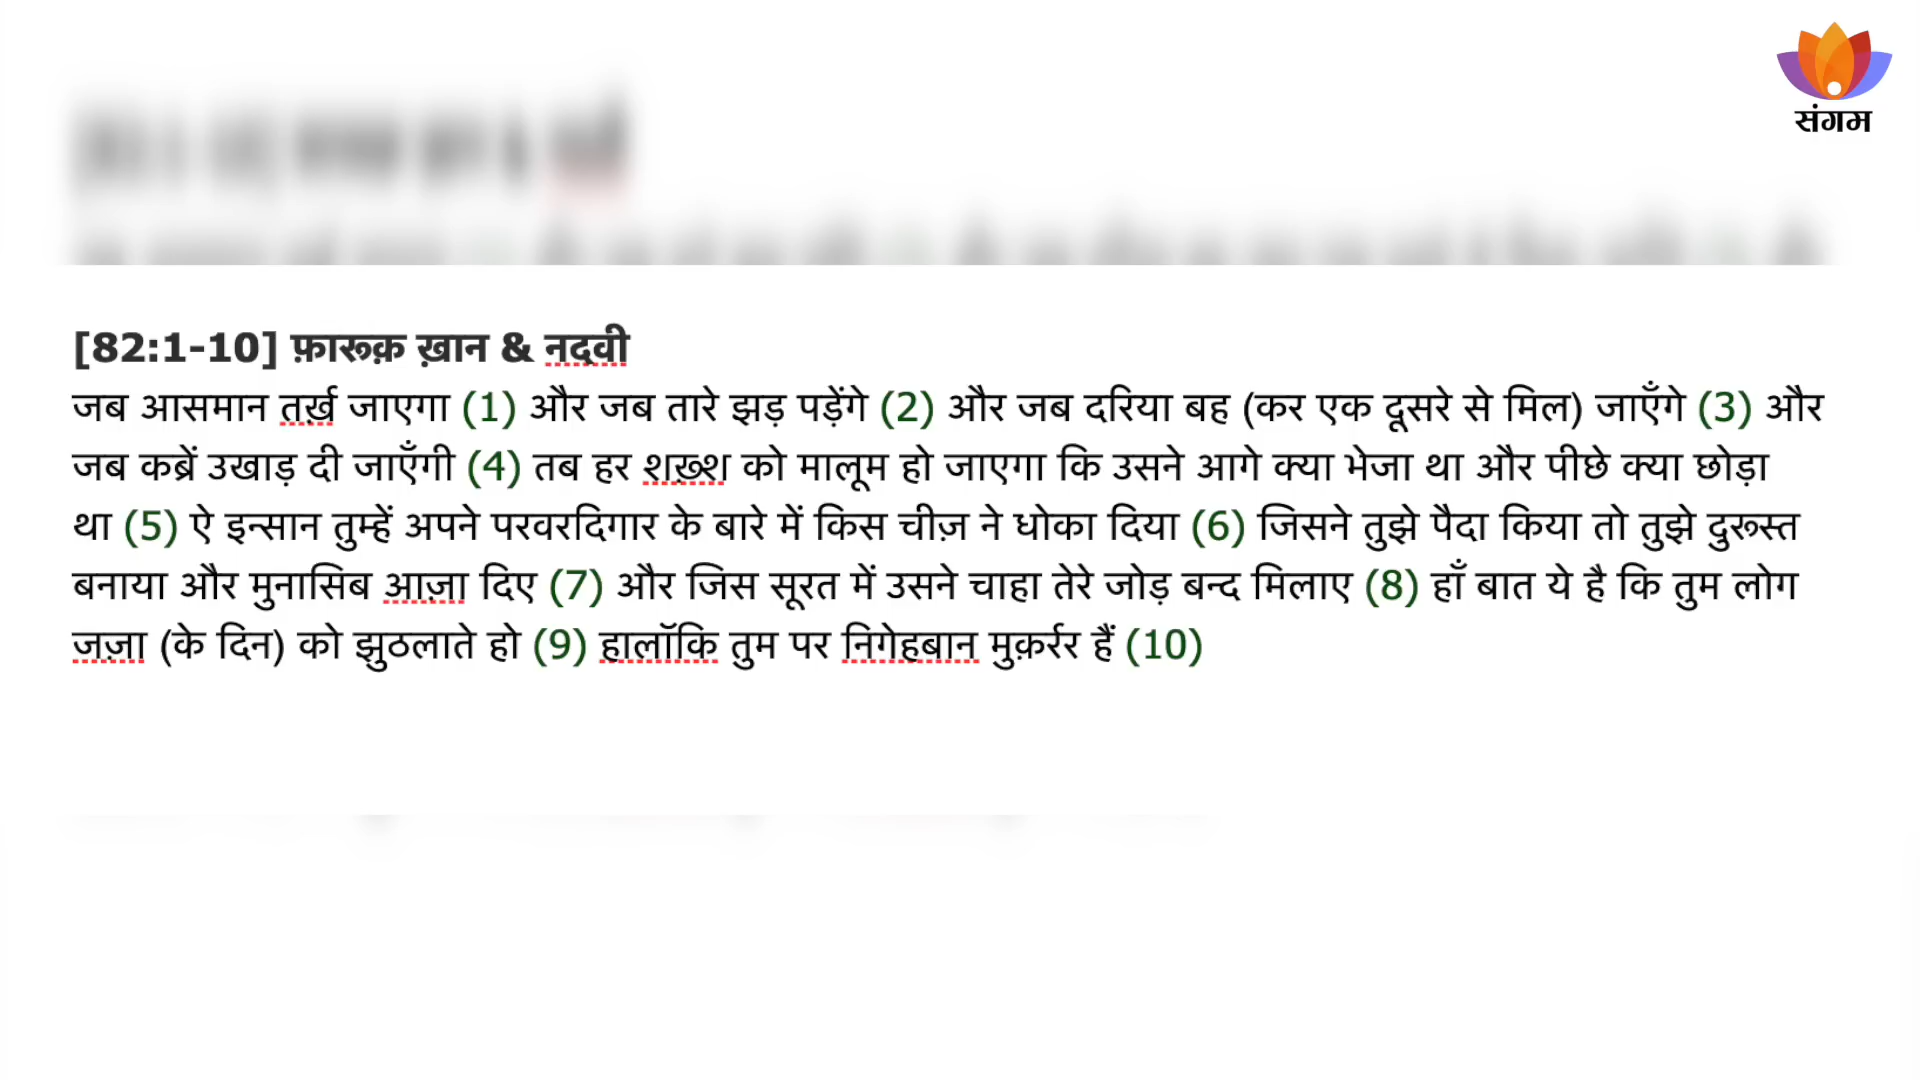 संगम
[82:1-10] फ़ारूक़ ख़ान & नदवी
जब आसमान तर्ख़ जाएगा (1) और जब तारे झड़ पड़ेंगे (2) और जब दरिया बह (कर एक दूसरे से मिल) जाएँगे (3) और
जब कब्रें उखाड़ दी जाएँगी (4) तब हर शख़्श को मालूम हो जाएगा कि उसने आगे क्या भेजा था और पीछे क्या छोड़ा
था (5) ऐ इन्सान तुम्हें अपने परवरदिगार के बारे में किस चीज़ ने धोका दिया (6) जिसने तुझे पैदा किया तो तुझे दुरूस्त
बनाया और मुनासिब आज़ा दिए (7) और जिस सूरत में उसने चाहा तेरे जोड़ बन्द मिलाए (8) हाँ बात ये है कि तुम लोग
जज़ा (के दिन) को झुठलाते हो (9) हालॉकि तुम पर निगेहबान मुक़र्रर हैं (10)